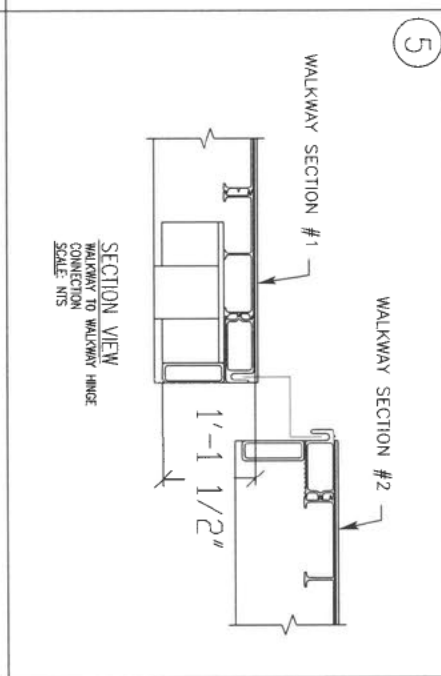 5
WALKWAY SECTION #1
WALKWAY SECTION #2
1'-1 1/2"
SECTION VIEW
WALKWAY TO WALKWAY HINGE
CONNECTION
SCALE: NTS